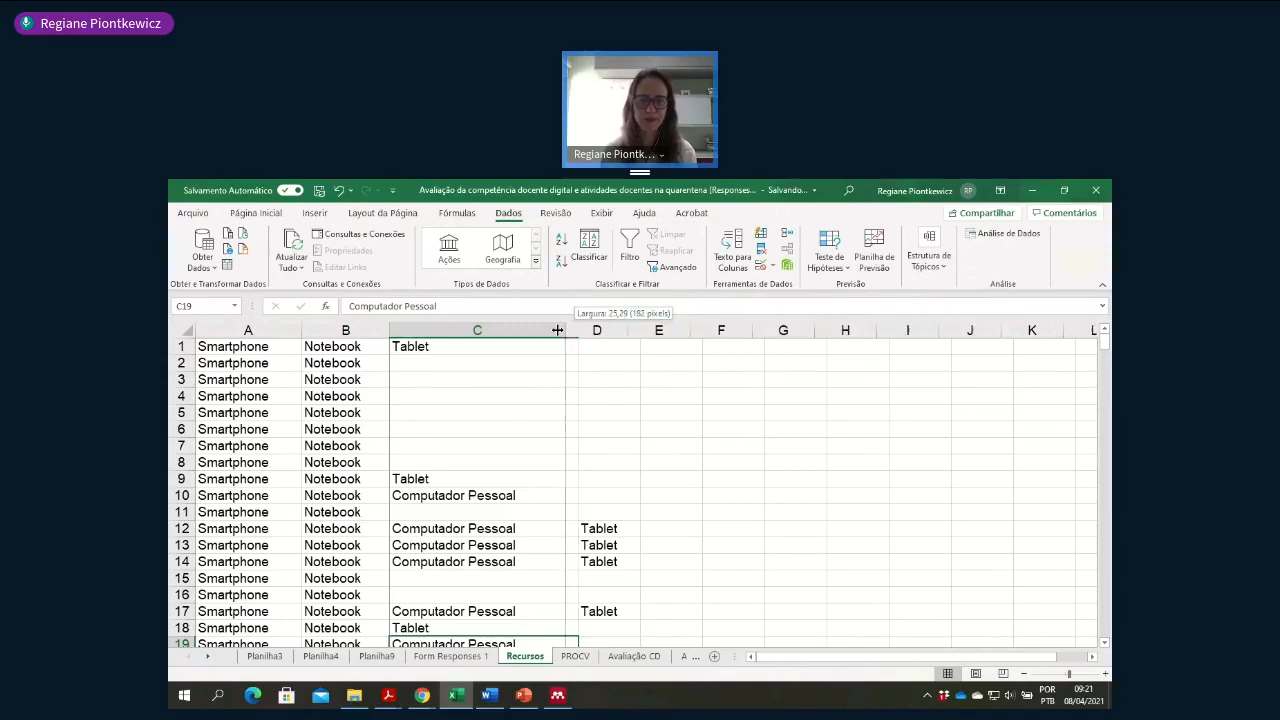 Regiane Piontkewicz
Regiane Piontk...
Salvamento Automático Avaliação da competência docente digital e atividades docentes na quarentena (Responses... - Salvando... Regiane Piontkewicz RP
Arquivo Página Inicial Inserir Layout da Página Fórmulas Dados Revisão Exibir Ajuda Acrobat Compartilhar Comentários
Obter Dados
Atualizar Tudo
Consultas e Conexões
Propriedades
Editar Links
Ações Geografia
Classificar Filtro
Limpar
Reaplicar
Avançado
Texto para Colunas
Teste de Hipóteses
Planilha de Previsão
Estrutura de Tópicos
Análise de Dados
Obter e Transformar Dados Consultas e Conexões Tipos de Dados Classificar e Filtrar Ferramentas de Dados Previsão Análise
C19 fx Computador Pessoal
Largura: 25,29 (182 pixels)
A B C D E F G H I J K L
1 Smartphone Notebook Tablet
2 Smartphone Notebook
3 Smartphone Notebook
4 Smartphone Notebook
5 Smartphone Notebook
6 Smartphone Notebook
7 Smartphone Notebook
8 Smartphone Notebook
9 Smartphone Notebook Tablet
10 Smartphone Notebook Computador Pessoal
11 Smartphone Notebook
12 Smartphone Notebook Computador Pessoal Tablet
13 Smartphone Notebook Computador Pessoal Tablet
14 Smartphone Notebook Computador Pessoal Tablet
15 Smartphone Notebook
16 Smartphone Notebook
17 Smartphone Notebook Computador Pessoal Tablet
18 Smartphone Notebook Tablet
19 Smartphone Notebook Computador Pessoal
Planilha3 Planilha4 Planilha9 Form Responses 1 Recursos PROCV Avaliação CD A ...
POR 09:21
PTB 08/04/2021